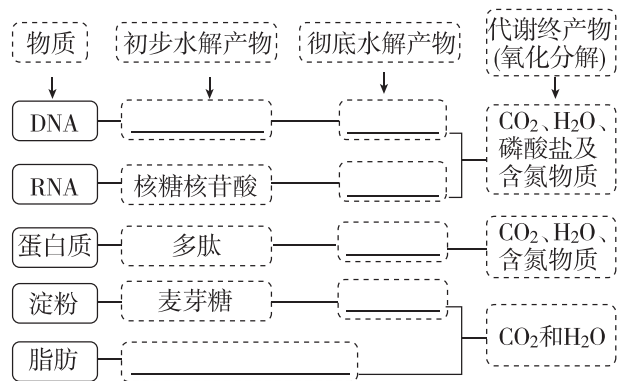 物质 初步水解产物 彻底水解产物 代谢终产物
(氧化分解)
DNA CO₂、H₂O、
磷酸盐及
含氮物质
RNA 核糖核苷酸
蛋白质 多肽 CO₂、H₂O、
含氮物质
淀粉 麦芽糖
CO₂和H₂O
脂肪